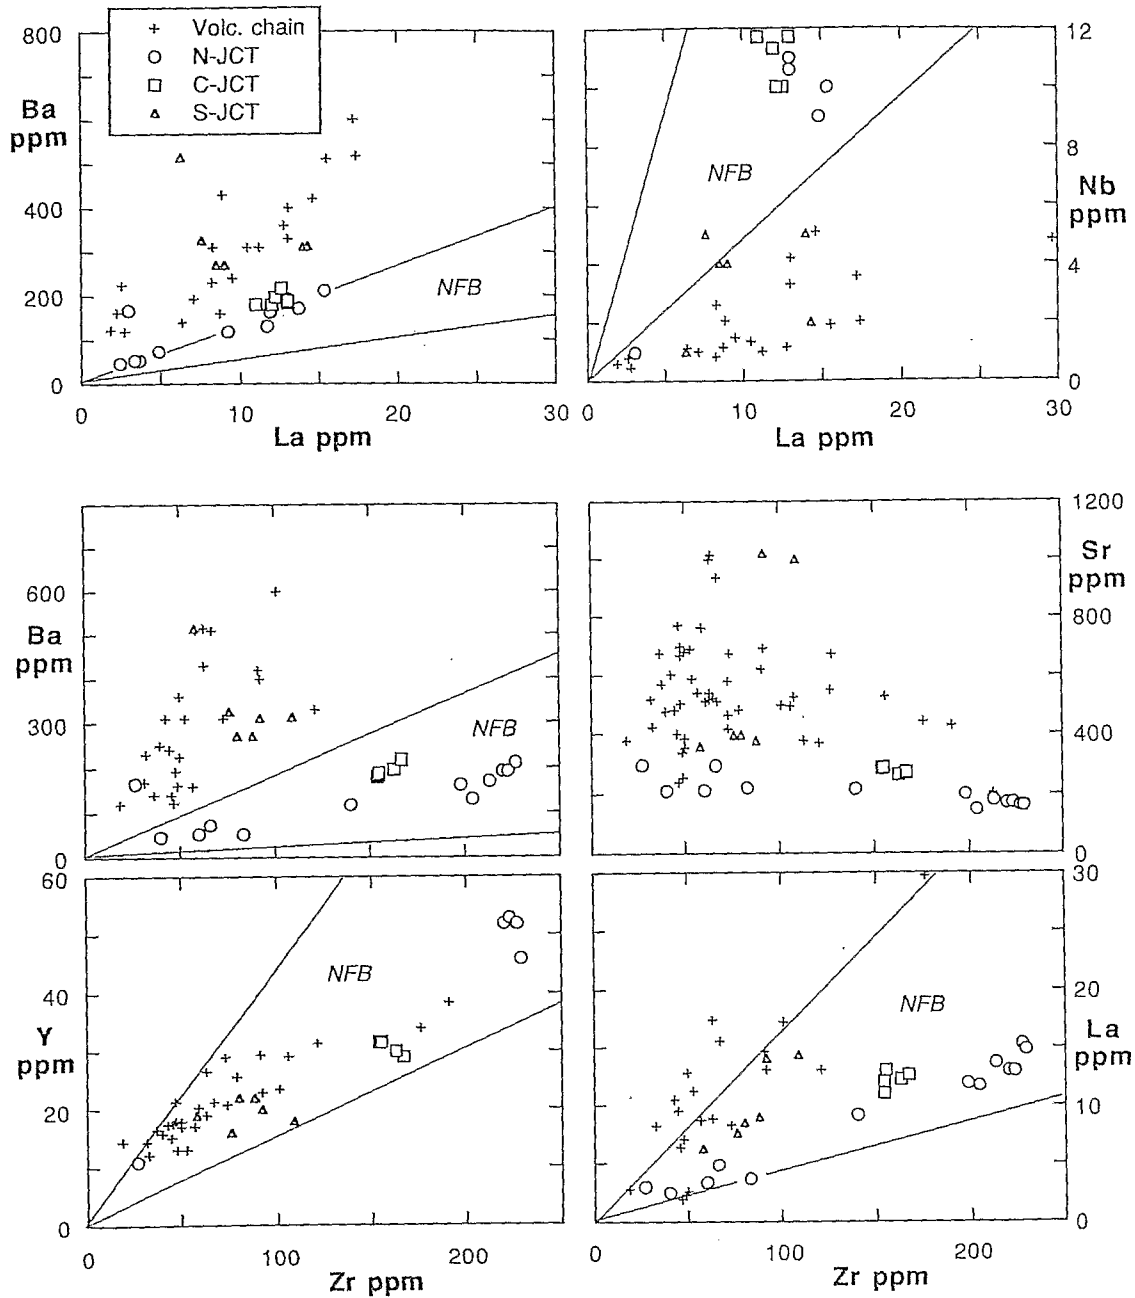 Volc. chain
N-JCT
C-JCT
S-JCT
800
Ba
ppm
400
200
0
NFB
0 10 20 30
La ppm
12
8
Nb
ppm
4
0
NFB
0 10 20 30
La ppm
600
Ba
ppm
300
0
NFB
1200
Sr
ppm
800
400
0
60
40
Y
ppm
20
0
NFB
0 100 200
Zr ppm
30
20
La
ppm
10
0
NFB
0 100 200
Zr ppm